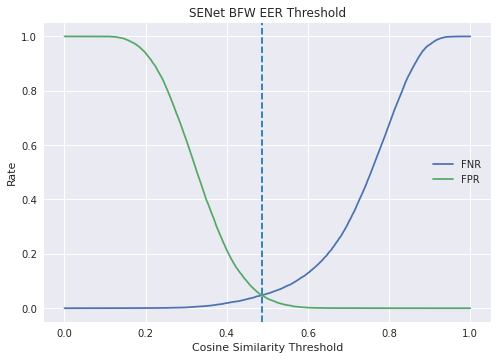 SENet BFW EER Threshold
1.0
0.8
0.6
0.4
0.2
0.0
Rate
FNR
FPR
0.0 0.2 0.4 0.6 0.8 1.0
Cosine Similarity Threshold